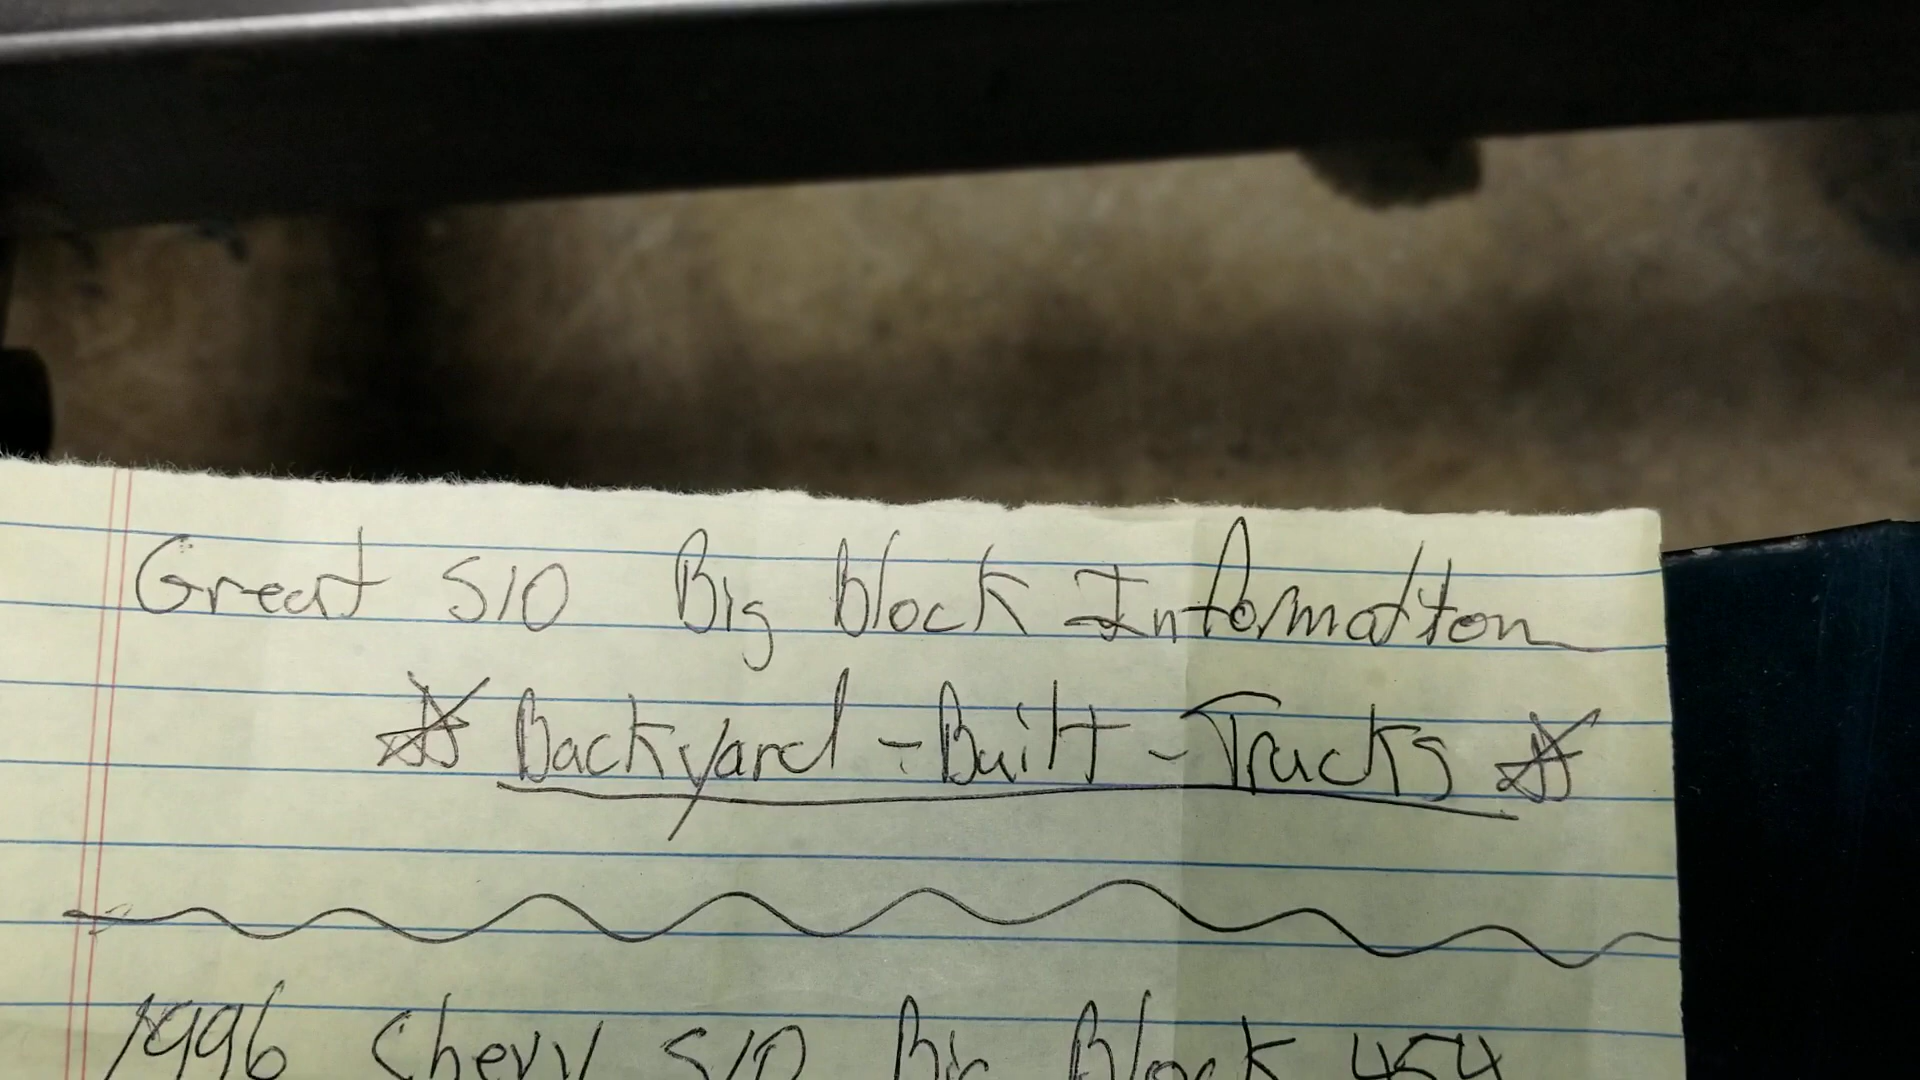 Great S10 Big Block Information
☆ Backyard - Built - Trucks ☆
1996 Chevy S10 Big Block 454